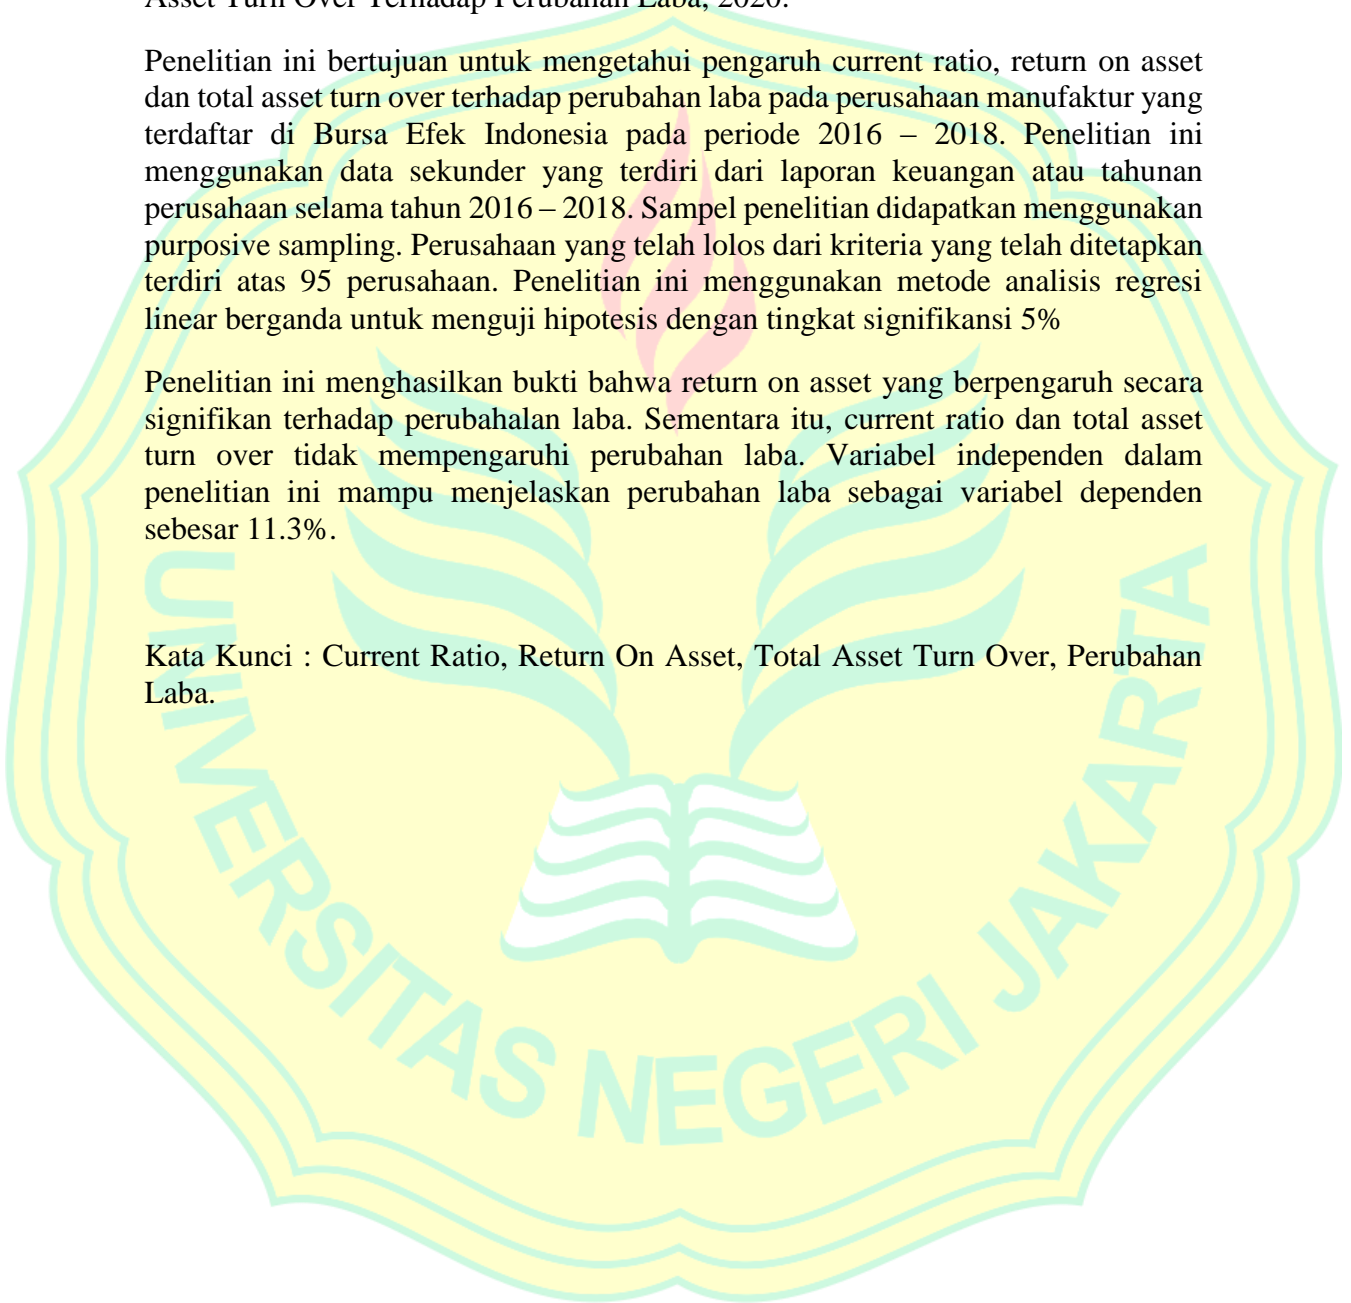 Asset Turn Over Terhadap Perubahan Laba, 2020.
Penelitian ini bertujuan untuk mengetahui pengaruh current ratio, return on asset
dan total asset turn over terhadap perubahan laba pada perusahaan manufaktur yang
terdaftar di Bursa Efek Indonesia pada periode 2016 – 2018. Penelitian ini
menggunakan data sekunder yang terdiri dari laporan keuangan atau tahunan
perusahaan selama tahun 2016 – 2018. Sampel penelitian didapatkan menggunakan
purposive sampling. Perusahaan yang telah lolos dari kriteria yang telah ditetapkan
terdiri atas 95 perusahaan. Penelitian ini menggunakan metode analisis regresi
linear berganda untuk menguji hipotesis dengan tingkat signifikansi 5%
Penelitian ini menghasilkan bukti bahwa return on asset yang berpengaruh secara
signifikan terhadap perubahalan laba. Sementara itu, current ratio dan total asset
turn over tidak mempengaruhi perubahan laba. Variabel independen dalam
penelitian ini mampu menjelaskan perubahan laba sebagai variabel dependen
sebesar 11.3%.
Kata Kunci : Current Ratio, Return On Asset, Total Asset Turn Over, Perubahan
Laba.
UNIVERSITAS NEGERI JAKARTA